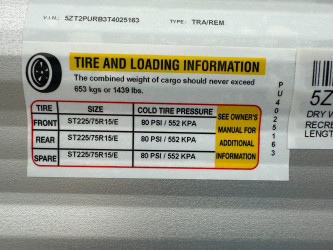 V.I.N.: 5ZT2PURB3T4025163 TYPE: TRA/REM
TIRE AND LOADING INFORMATION
The combined weight of cargo should never exceed
653 kgs or 1439 lbs.
TIRE SIZE COLD TIRE PRESSURE
FRONT ST225/75R15/E 80 PSI / 552 KPA
REAR ST225/75R15/E 80 PSI / 552 KPA
SPARE ST225/75R15/E 80 PSI / 552 KPA
SEE OWNER'S
MANUAL FOR
ADDITIONAL
INFORMATION
PU4025163
5Z
DRY W
RECRE
LENGT